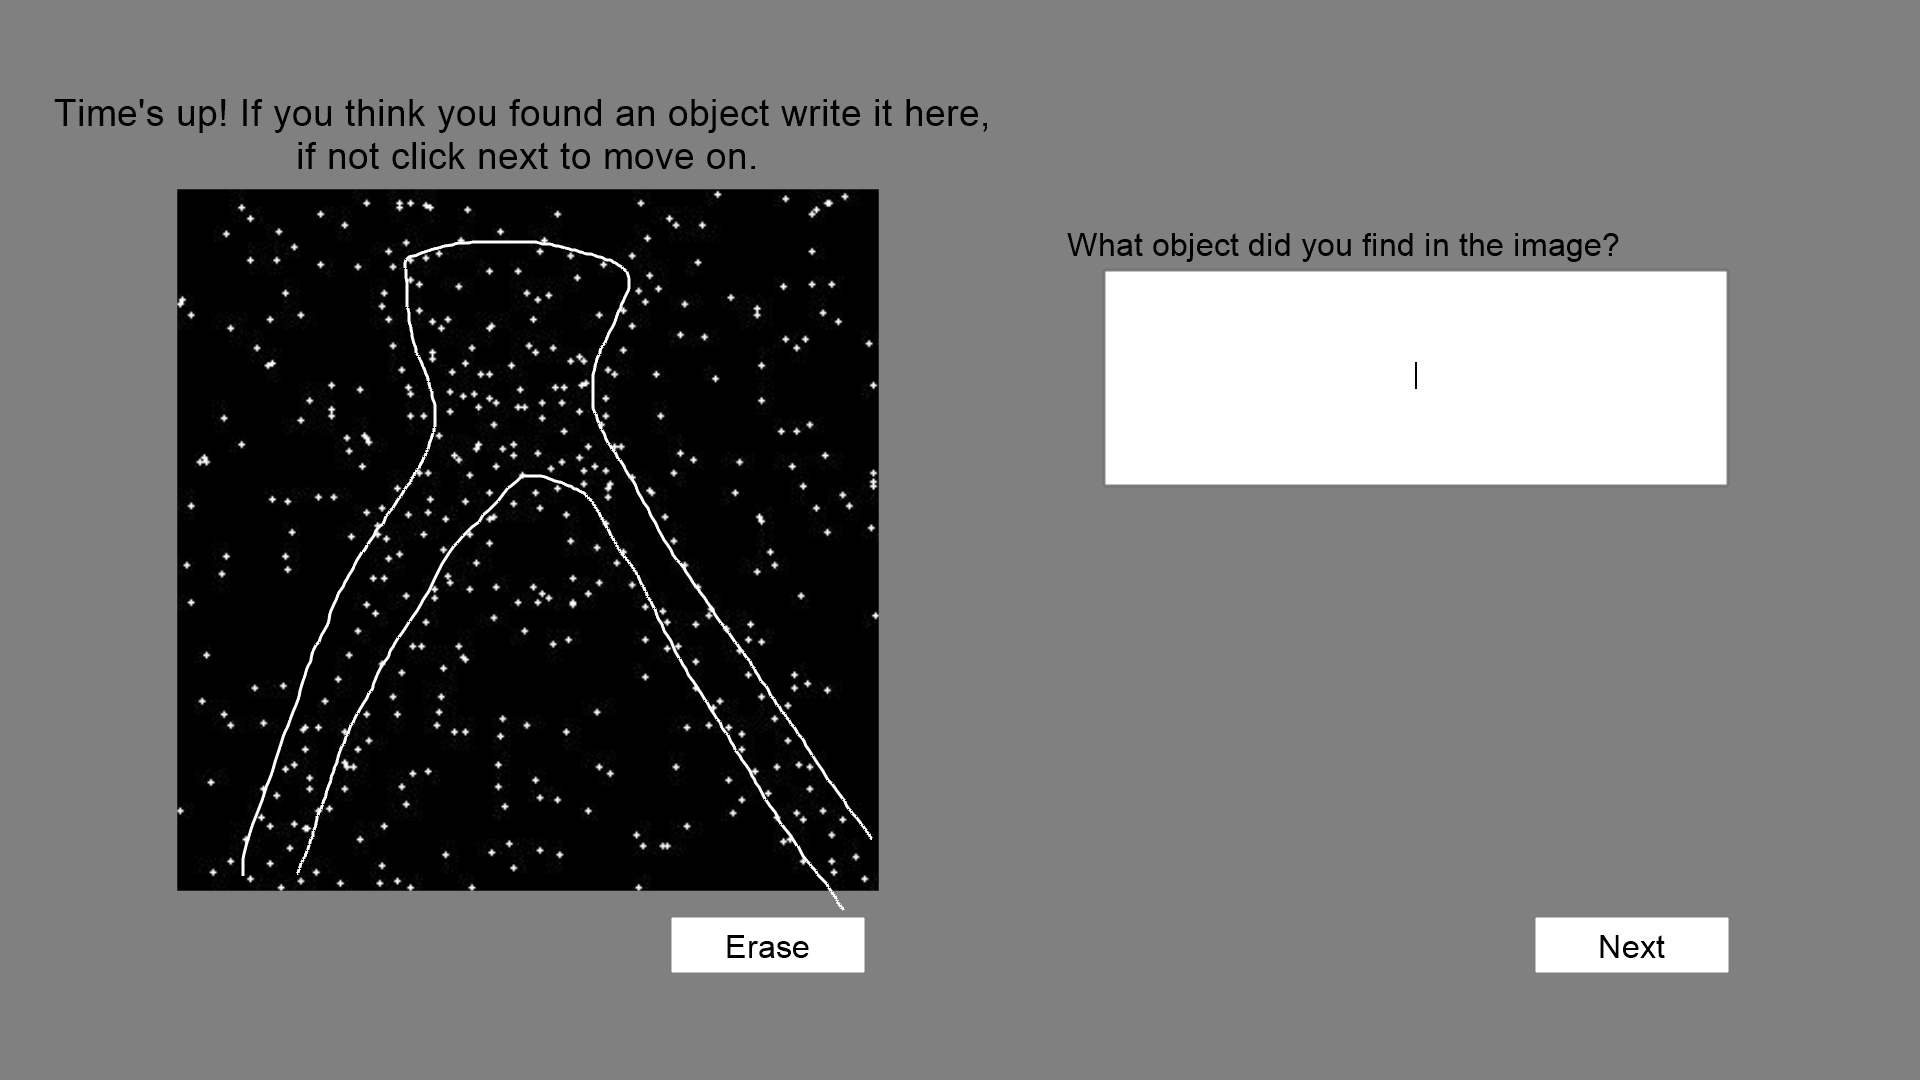 Time's up! If you think you found an object write it here,
if not click next to move on.
What object did you find in the image?
Erase
Next